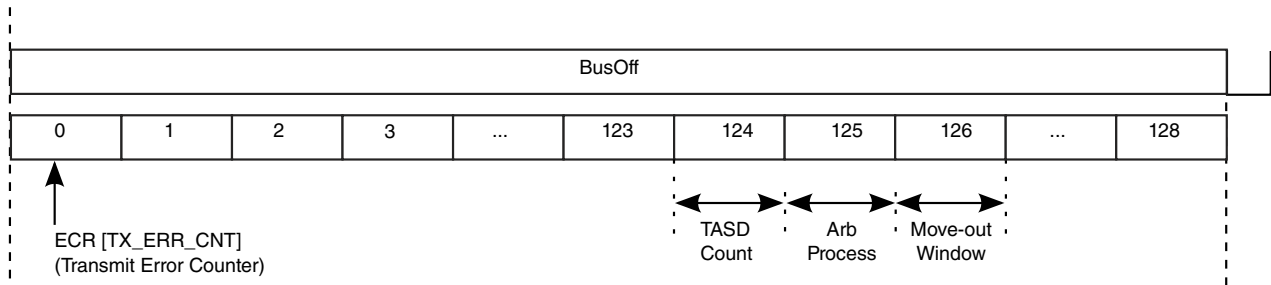 BusOff
0 1 2 3 ... 123 124 125 126 ... 128
ECR [TX_ERR_CNT]
(Transmit Error Counter)
TASD
Count
Arb
Process
Move-out
Window